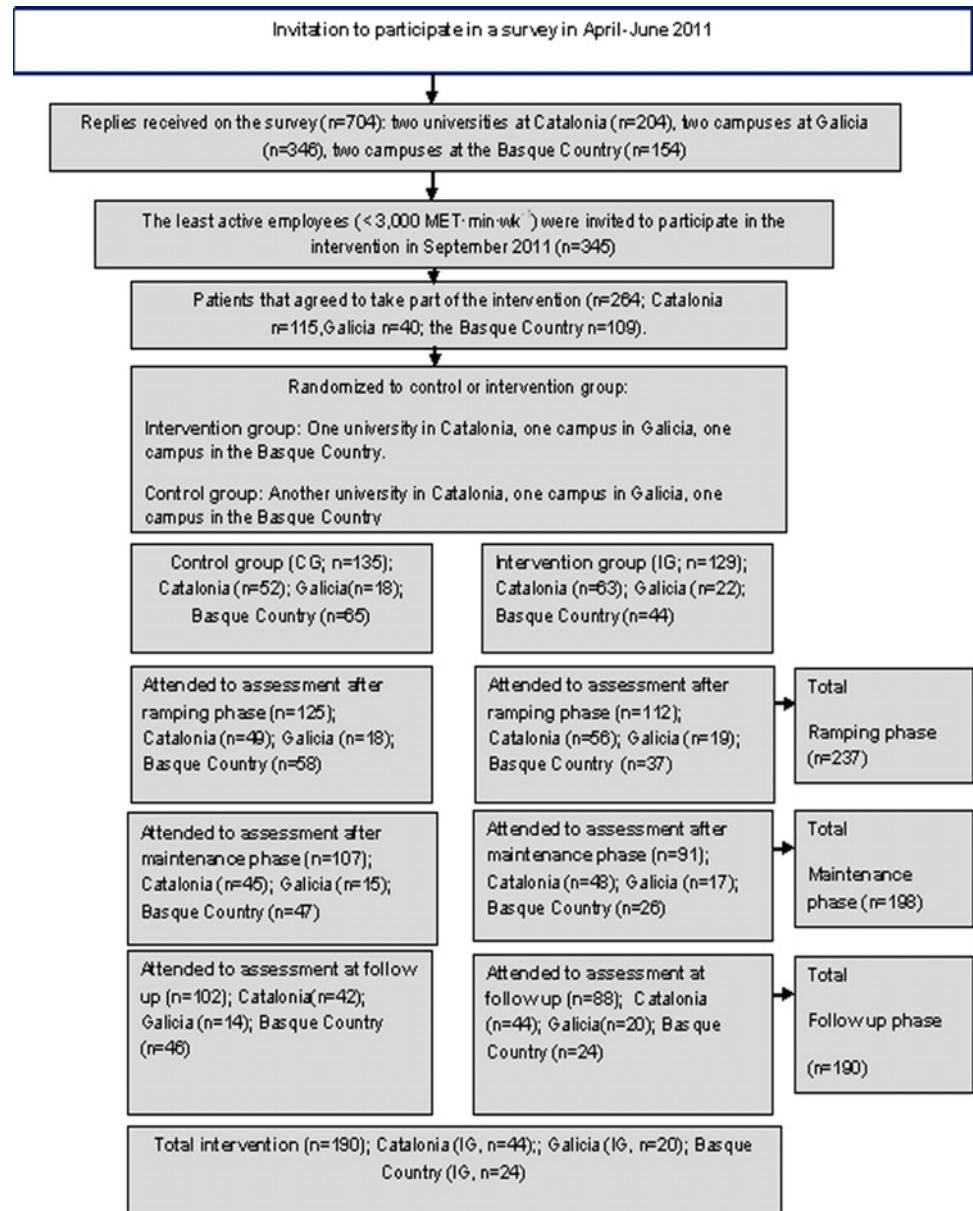 Invitation to participate in a survey in April-June 2011
Replies received on the survey (n=704): two universities at Catalonia (n=204), two campuses at Galicia
(n=346), two campuses at the Basque Country (n=154)
The least active employees (<3,000 MET·min·wk⁻¹) were invited to participate in the
intervention in September 2011 (n=345)
Patients that agreed to take part of the intervention (n=264; Catalonia
n=115,Galicia n=40; the Basque Country n=109).
Randomized to control or intervention group:
Intervention group: One university in Catalonia, one campus in Galicia, one
campus in the Basque Country.
Control group: Another university in Catalonia, one campus in Galicia, one
campus in the Basque Country
Control group (CG; n=135);
Catalonia (n=52); Galicia(n=18);
Basque Country (n=65)
Intervention group (IG; n=129);
Catalonia (n=63); Galicia (n=22);
Basque Country (n=44)
Attended to assessment after
ramping phase (n=125);
Catalonia (n=49); Galicia (n=18);
Basque Country (n=58)
Attended to assessment after
ramping phase (n=112);
Catalonia (n=56); Galicia (n=19);
Basque Country (n=37)
Total
Ramping phase
(n=237)
Attended to assessment after
maintenance phase (n=107);
Catalonia (n=45); Galicia (n=15);
Basque Country (n=47)
Attended to assessment after
maintenance phase (n=91);
Catalonia (n=48); Galicia (n=17);
Basque Country (n=26)
Total
Maintenance
phase (n=198)
Attended to assessment at follow
up (n=102); Catalonia(n=42);
Galicia (n=14); Basque Country
(n=46)
Attended to assessment at
follow up (n=88); Catalonia
(n=44); Galicia(n=20); Basque
Country (n=24)
Total
Follow up phase
(n=190)
Total intervention (n=190); Catalonia (IG, n=44);; Galicia (IG, n=20); Basque
Country (IG, n=24)